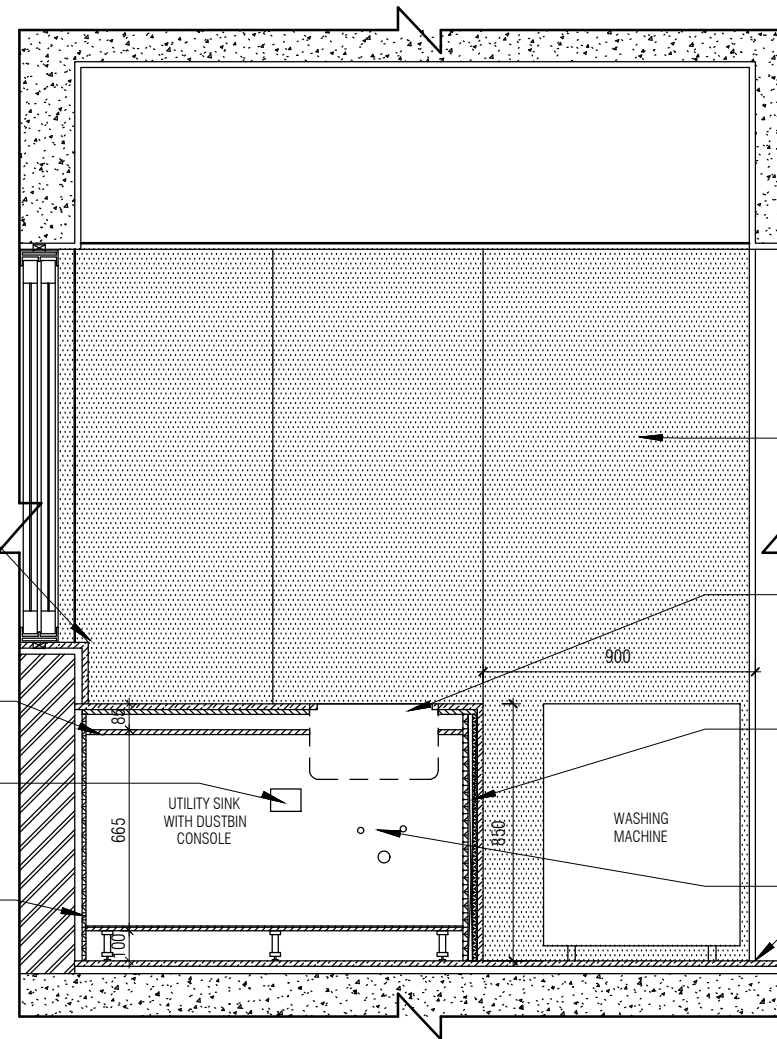 900
85
UTILITY SINK
WITH DUSTBIN
CONSOLE
665
850
WASHING
MACHINE
100